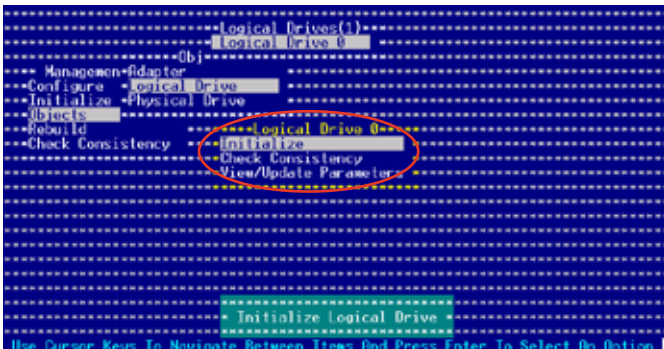 Logical Drives(1)
Logical Drive 0
Obj
Managemen Adapter
Configure Logical Drive
Initialize Physical Drive
Objects
Rebuild Logical Drive 0
Check Consistency Initialize
Check Consistency
View/Update Parameters
Initialize Logical Drive
Use Cursor Keys To Navigate Between Items And Press Enter To Select An Option